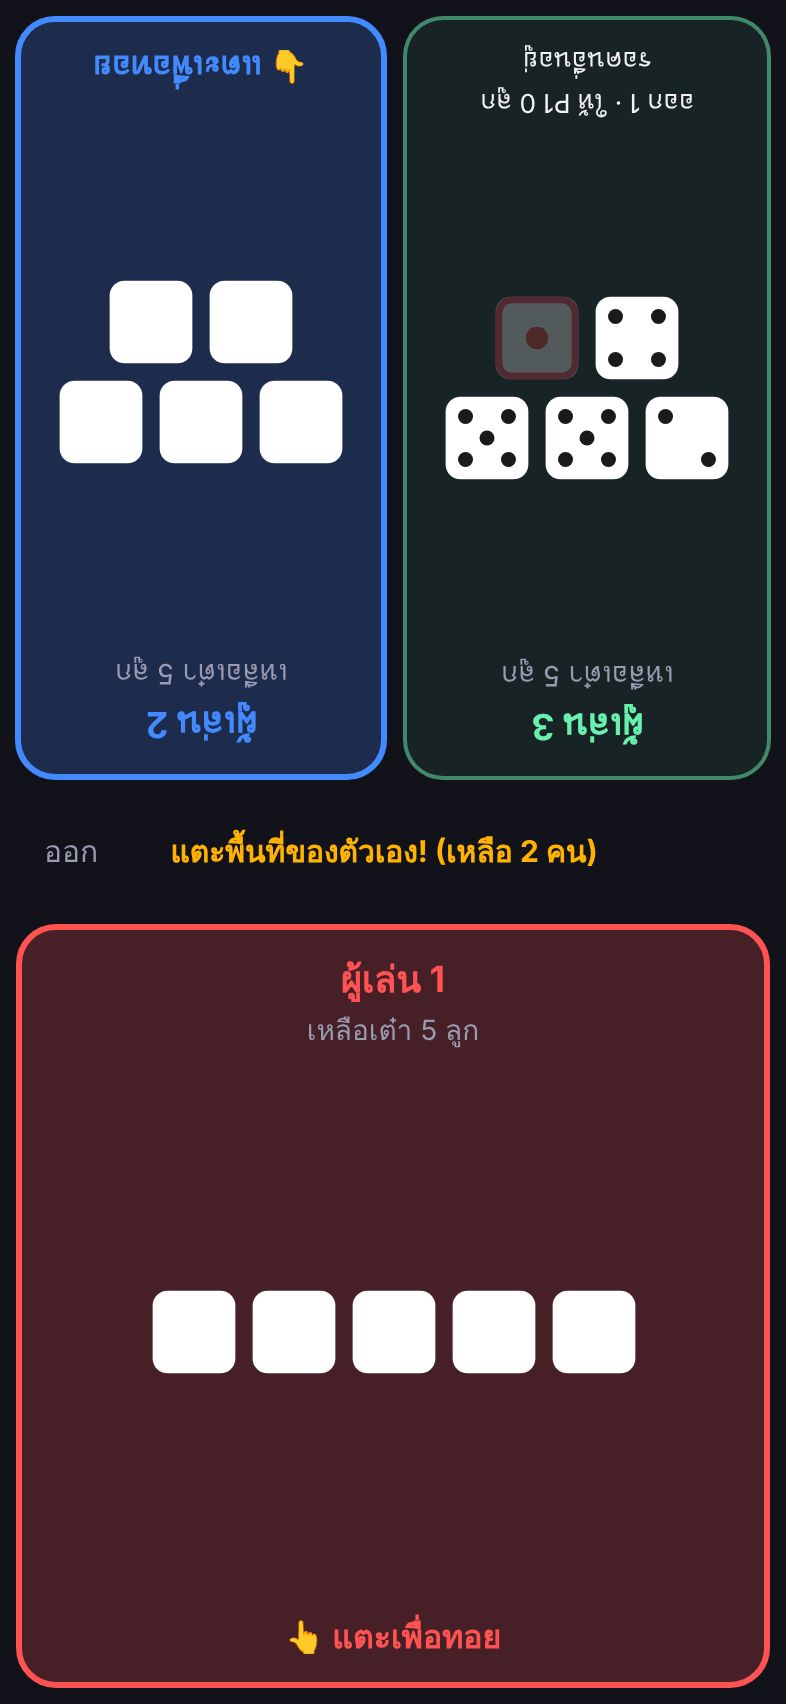 ผู้เล่น 2
เหลือเต๋า 5 ลูก
👆 แตะเพื่อทอย
ผู้เล่น 3
เหลือเต๋า 5 ลูก
ออก 1 · ให้ P1 0 ลูก
รอคนอื่นอยู่
ออก
แตะพื้นที่ของตัวเอง! (เหลือ 2 คน)
ผู้เล่น 1
เหลือเต๋า 5 ลูก
👆 แตะเพื่อทอย